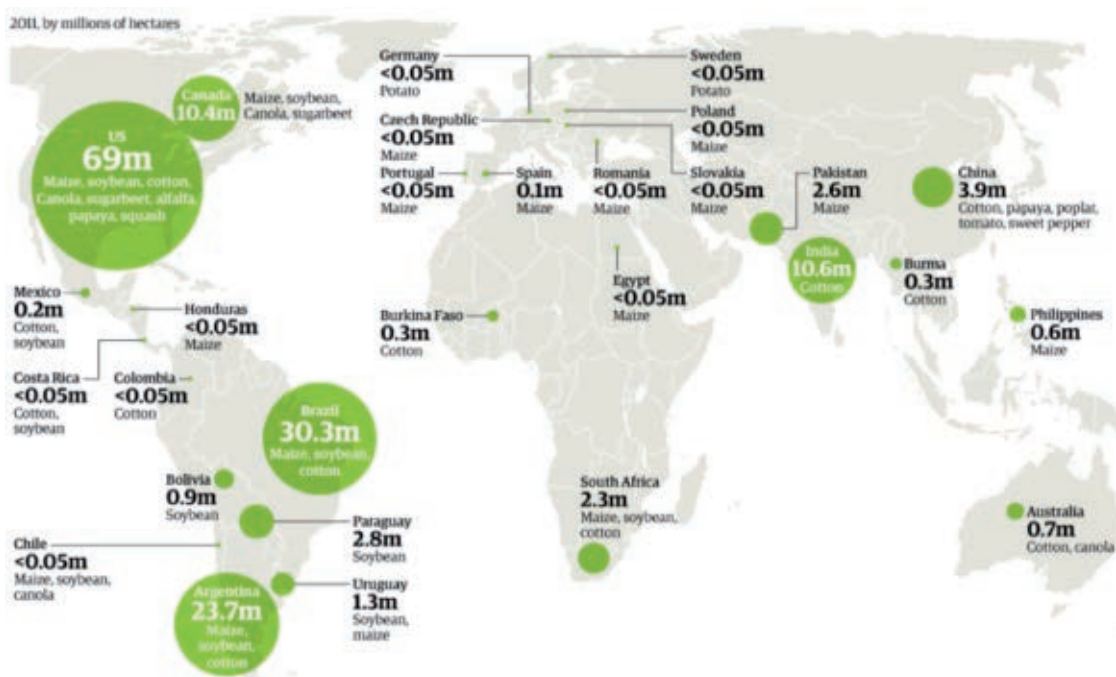 2011, by millions of hectares
Canada
10.4m
Maize, soybean,
Canola, sugarbeet
US
69m
Maize, soybean, cotton,
Canola, sugarbeet, alfalfa,
papaya, squash
Mexico
0.2m
Cotton,
soybean
Honduras
<0.05m
Maize
Costa Rica
<0.05m
Cotton,
soybean
Colombia
<0.05m
Cotton
Brazil
30.3m
Maize, soybean,
cotton
Bolivia
0.9m
Soybean
Paraguay
2.8m
Soybean
Chile
<0.05m
Maize, soybean,
canola
Argentina
23.7m
Maize,
soybean,
cotton
Uruguay
1.3m
Soybean,
maize
Germany
<0.05m
Potato
Sweden
<0.05m
Potato
Czech Republic
<0.05m
Maize
Poland
<0.05m
Maize
Portugal
<0.05m
Maize
Spain
0.1m
Maize
Romania
<0.05m
Maize
Slovakia
<0.05m
Maize
Pakistan
2.6m
Maize
China
3.9m
Cotton, papaya, poplat,
tomato, sweet pepper
India
10.6m
Cotton
Burma
0.3m
Cotton
Egypt
<0.05m
Maize
Burkina Faso
0.3m
Cotton
Philippines
0.6m
Maize
South Africa
2.3m
Maize, soybean,
cotton
Australia
0.7m
Cotton, canola